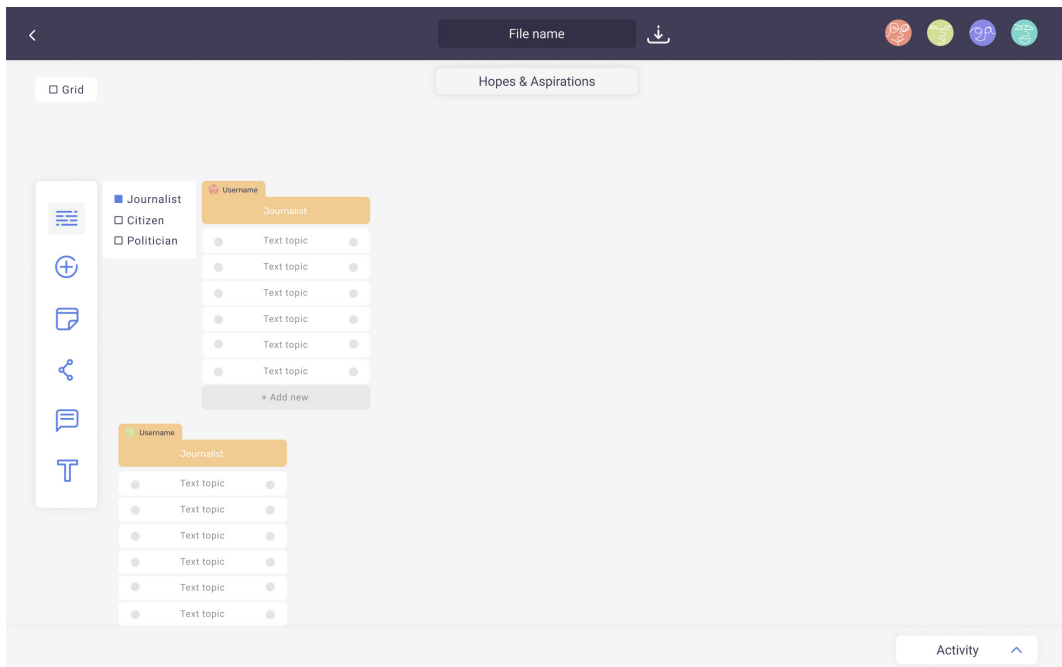 File name
Hopes & Aspirations
Grid
Journalist
Citizen
Politician
Username
Journalist
Text topic
Text topic
Text topic
Text topic
Text topic
Text topic
+ Add new
Username
Journalist
Text topic
Text topic
Text topic
Text topic
Text topic
Text topic
Activity